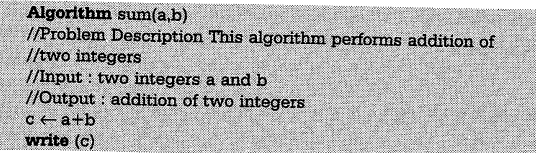 Algorithm sum(a,b)
//Problem Description This algorithm performs addition of
//two integers
//Input : two integers a and b
//Output : addition of two integers
c ← a+b
write (c)